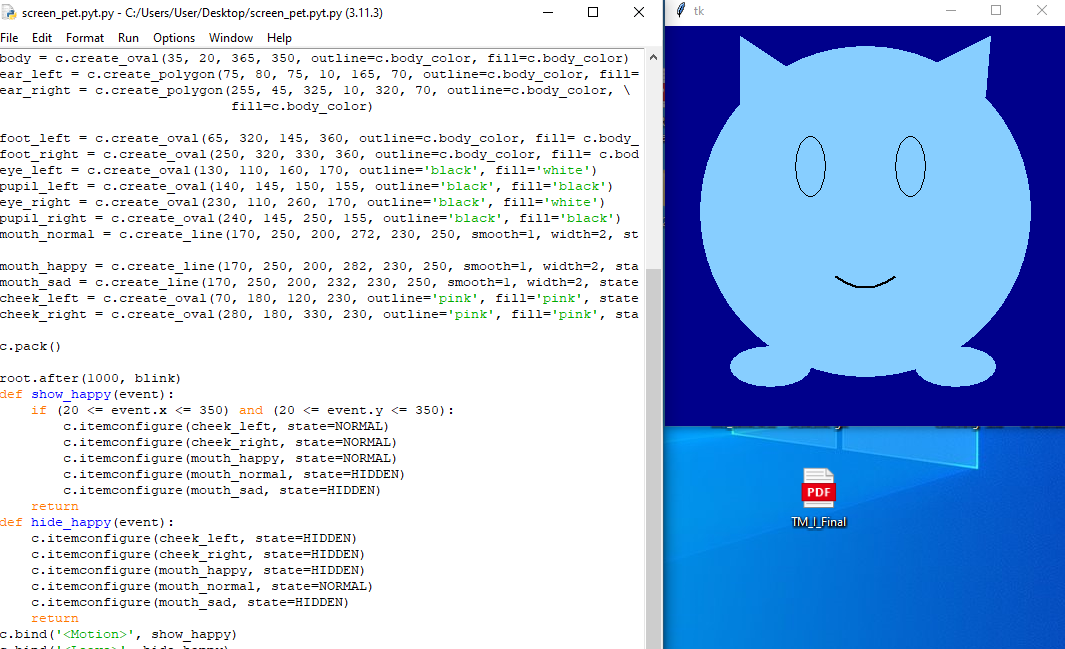 screen_pet.pyt.py - C:/Users/User/Desktop/screen_pet.pyt.py (3.11.3)
File Edit Format Run Options Window Help
body = c.create_oval(35, 20, 365, 350, outline=c.body_color, fill=c.body_color)
ear_left = c.create_polygon(75, 80, 75, 10, 165, 70, outline=c.body_color, fill=
ear_right = c.create_polygon(255, 45, 325, 10, 320, 70, outline=c.body_color, \
fill=c.body_color)
foot_left = c.create_oval(65, 320, 145, 360, outline=c.body_color, fill= c.body_
foot_right = c.create_oval(250, 320, 330, 360, outline=c.body_color, fill= c.bod
eye_left = c.create_oval(130, 110, 160, 170, outline='black', fill='white')
pupil_left = c.create_oval(140, 145, 150, 155, outline='black', fill='black')
eye_right = c.create_oval(230, 110, 260, 170, outline='black', fill='white')
pupil_right = c.create_oval(240, 145, 250, 155, outline='black', fill='black')
mouth_normal = c.create_line(170, 250, 200, 272, 230, 250, smooth=1, width=2, st
mouth_happy = c.create_line(170, 250, 200, 282, 230, 250, smooth=1, width=2, sta
mouth_sad = c.create_line(170, 250, 200, 232, 230, 250, smooth=1, width=2, state
cheek_left = c.create_oval(70, 180, 120, 230, outline='pink', fill='pink', state
cheek_right = c.create_oval(280, 180, 330, 230, outline='pink', fill='pink', sta
c.pack()
root.after(1000, blink)
def show_happy(event):
if (20 <= event.x <= 350) and (20 <= event.y <= 350):
c.itemconfigure(cheek_left, state=NORMAL)
c.itemconfigure(cheek_right, state=NORMAL)
c.itemconfigure(mouth_happy, state=NORMAL)
c.itemconfigure(mouth_normal, state=HIDDEN)
c.itemconfigure(mouth_sad, state=HIDDEN)
return
def hide_happy(event):
c.itemconfigure(cheek_left, state=HIDDEN)
c.itemconfigure(cheek_right, state=HIDDEN)
c.itemconfigure(mouth_happy, state=HIDDEN)
c.itemconfigure(mouth_normal, state=NORMAL)
c.itemconfigure(mouth_sad, state=HIDDEN)
return
c.bind('<Motion>', show_happy)
c.bind('<Leave>', hide_happy)
tk
PDF
TM_I_Final